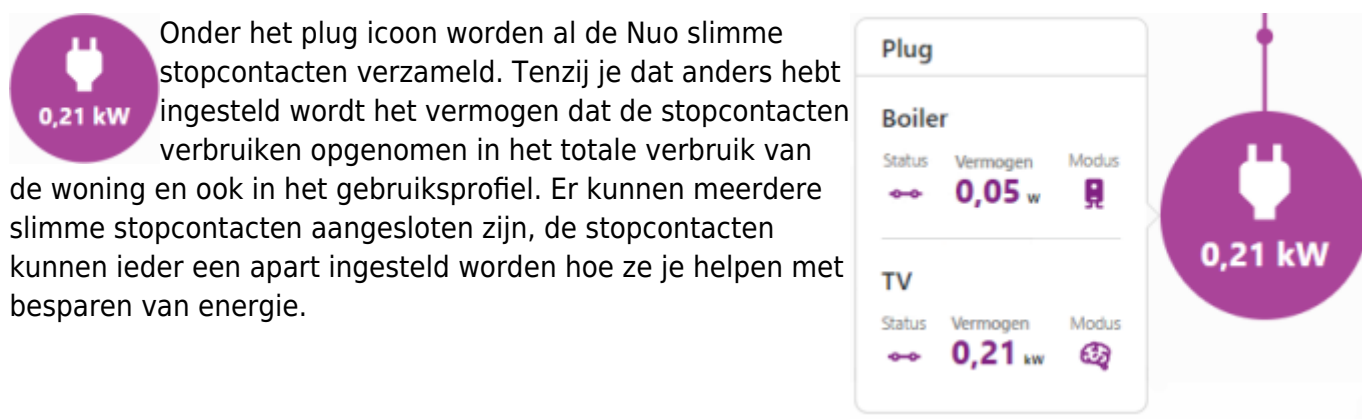 0,21 kW
Onder het plug icoon worden al de Nuo slimme
stopcontacten verzameld. Tenzij je dat anders hebt
ingesteld wordt het vermogen dat de stopcontacten
verbruiken opgenomen in het totale verbruik van
de woning en ook in het gebruiksprofiel. Er kunnen meerdere
slimme stopcontacten aangesloten zijn, de stopcontacten
kunnen ieder een apart ingesteld worden hoe ze je helpen met
besparen van energie.
Plug
Boiler
Status Vermogen Modus
0,05 w
TV
Status Vermogen Modus
0,21 kw
0,21 kW